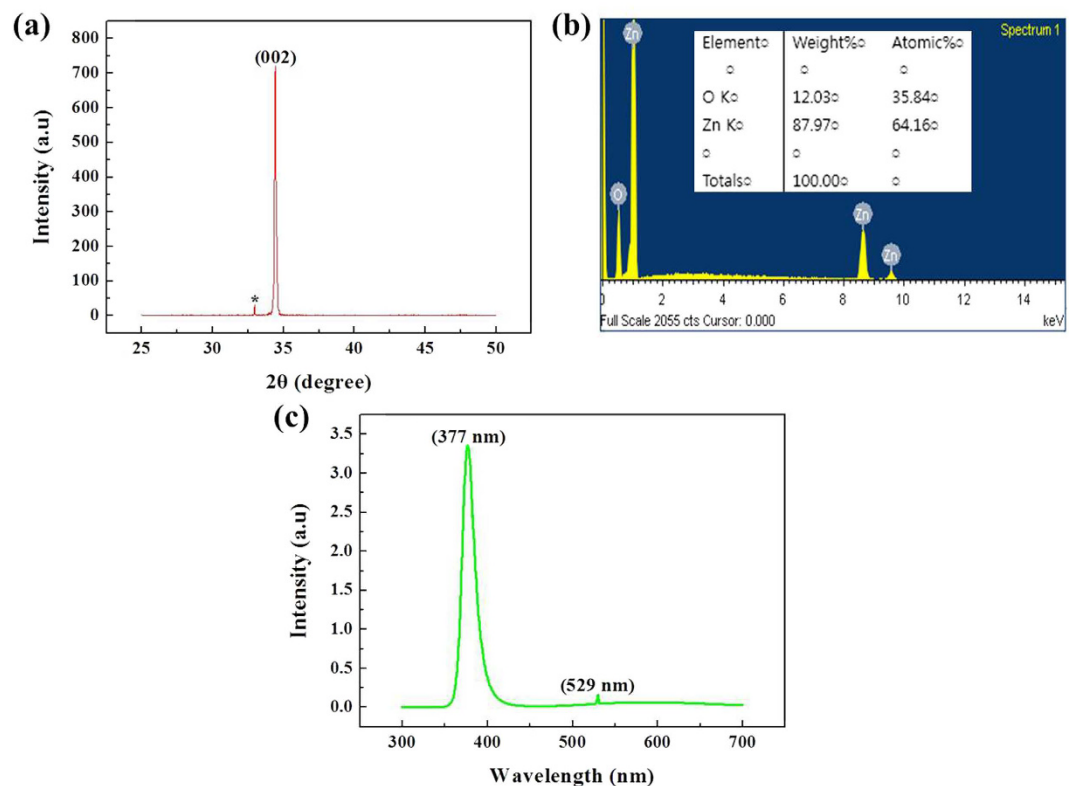 (a)
(002)
800
700
600
500
400
300
200
100
0
*
25 30 35 40 45 50
Intensity (a.u)
2θ (degree)
(b)
Spectrum 1
Zn
O
Zn
Zn
Element¤ Weight%¤ Atomic%¤
¤ ¤ ¤
O K¤ 12.03¤ 35.84¤
Zn K¤ 87.97¤ 64.16¤
¤ ¤ ¤
Totals¤ 100.00¤ ¤
0 2 4 6 8 10 12 14
Full Scale 2055 cts Cursor: 0.000 keV
(c)
(377 nm)
(529 nm)
3.5
3.0
2.5
2.0
1.5
1.0
0.5
0.0
300 400 500 600 700
Intensity (a.u)
Wavelength (nm)